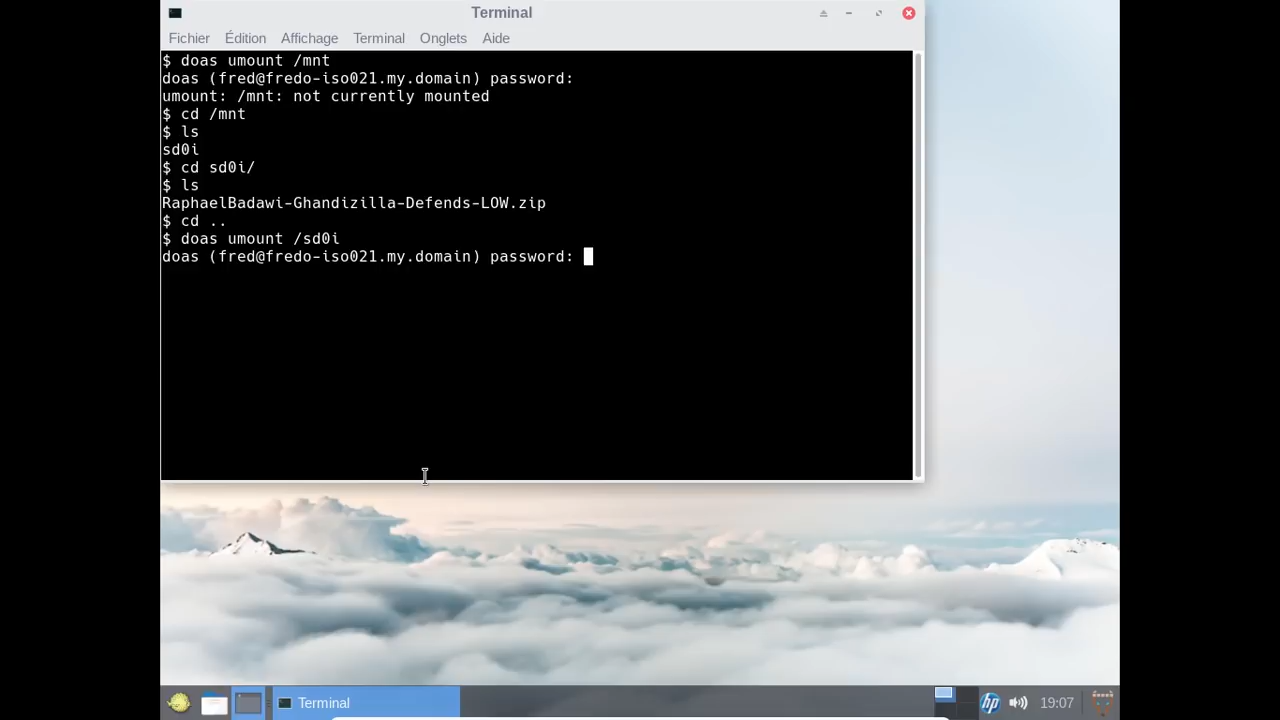 Terminal
Fichier Édition Affichage Terminal Onglets Aide
$ doas umount /mnt
doas (fred@fredo-iso021.my.domain) password:
umount: /mnt: not currently mounted
$ cd /mnt
$ ls
sd0i
$ cd sd0i/
$ ls
RaphaelBadawi-Ghandizilla-Defends-LOW.zip
$ cd ..
$ doas umount /sd0i
doas (fred@fredo-iso021.my.domain) password:
Terminal
hp
19:07